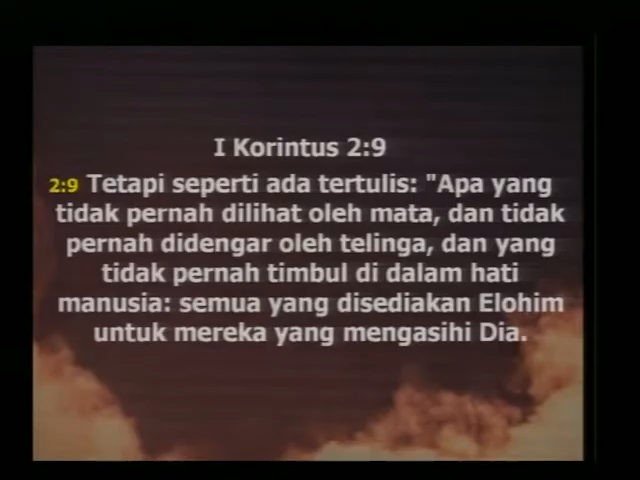 I Korintus 2:9
2:9 Tetapi seperti ada tertulis: "Apa yang
tidak pernah dilihat oleh mata, dan tidak
pernah didengar oleh telinga, dan yang
tidak pernah timbul di dalam hati
manusia: semua yang disediakan Elohim
untuk mereka yang mengasihi Dia.